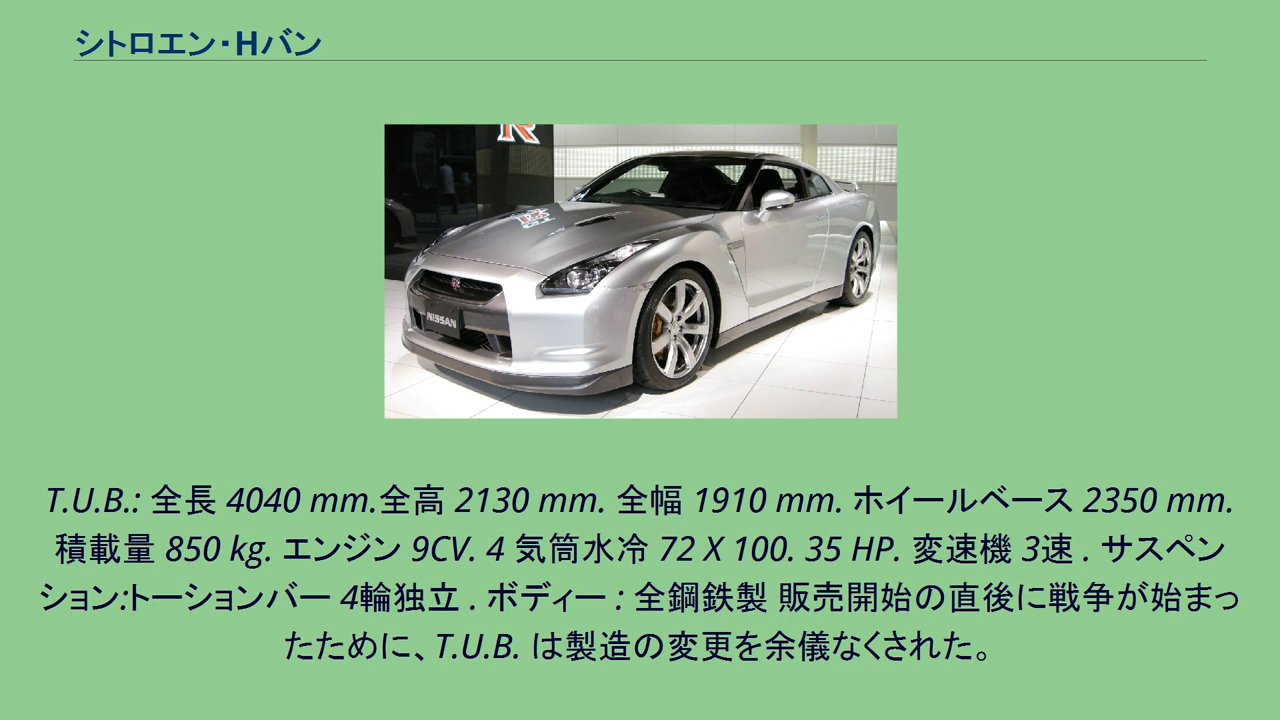 シトロエン・Hバン
R
NISSAN
T.U.B.: 全長 4040 mm.全高 2130 mm. 全幅 1910 mm. ホイールベース 2350 mm.
積載量 850 kg. エンジン 9CV. 4 気筒水冷 72 X 100. 35 HP. 変速機 3速 . サスペン
ション:トーションバー 4輪独立 . ボディー : 全鋼鉄製 販売開始の直後に戦争が始まっ
たために、T.U.B. は製造の変更を余儀なくされた。